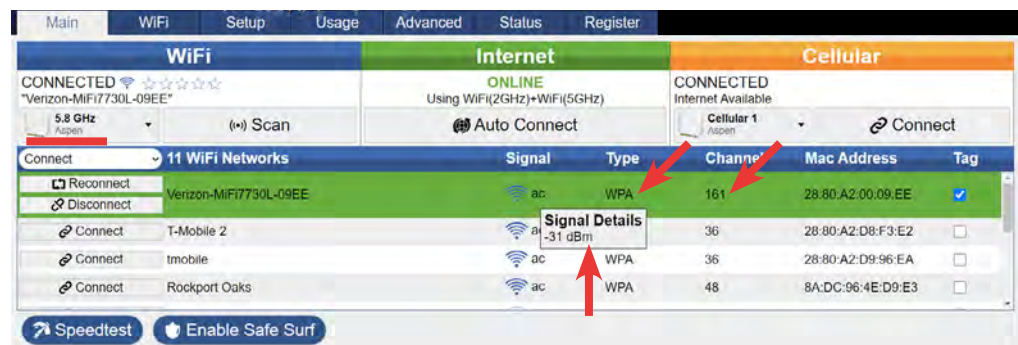 Main WiFi Setup Usage Advanced Status Register
WiFi Internet Cellular
CONNECTED ONLINE CONNECTED
"Verizon-MiFi7730L-09EE" Using WiFi(2GHz)+WiFi(5GHz) Internet Available
5.8 GHz Scan Auto Connect Cellular 1 Connect
Aspen Aspen
Connect 11 WiFi Networks Signal Type Channel Mac Address Tag
Reconnect
Verizon-MiFi7730L-09EE ac WPA 161 28:80:A2:00:09:EE
Disconnect
Signal Details
-31 dBm
Connect T-Mobile 2 36 28:80:A2:D8:F3:E2
Connect tmobile ac WPA 36 28:80:A2:D9:96:EA
Connect Rockport Oaks ac WPA 48 8A:DC:96:4E:D9:E3
Speedtest Enable Safe Surf